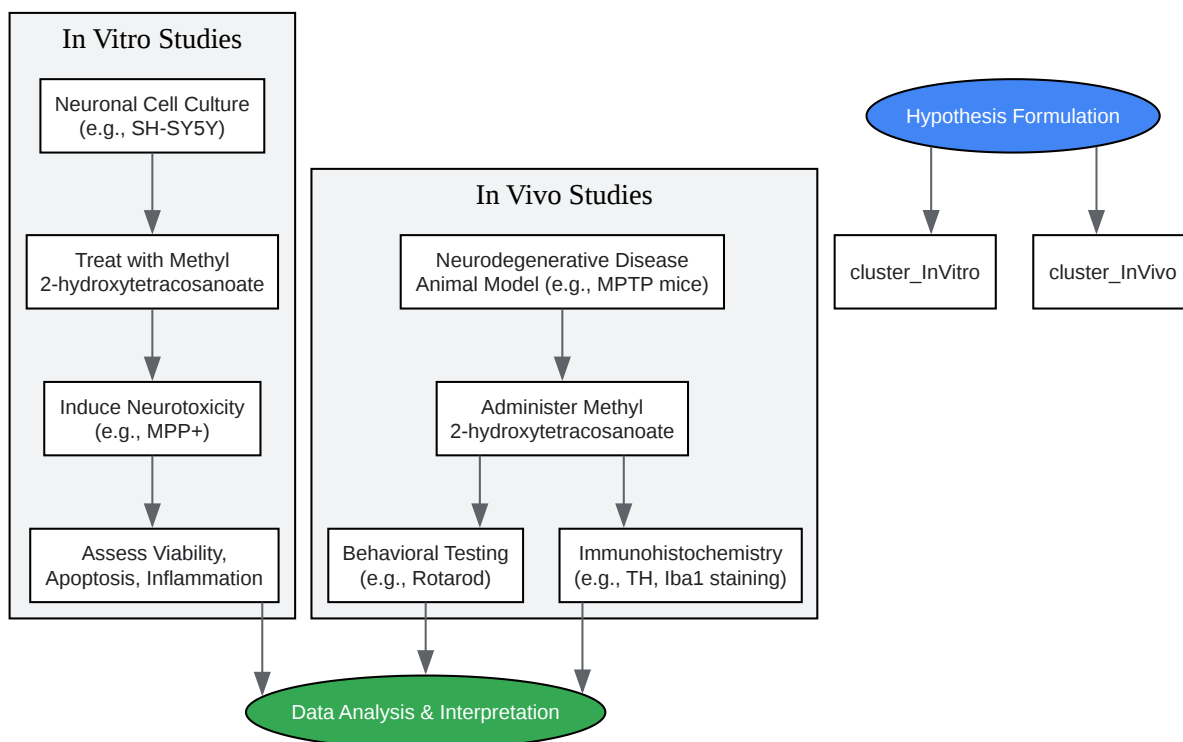 In Vitro Studies
Neuronal Cell Culture
(e.g., SH-SY5Y)
Treat with Methyl
2-hydroxytetracosanoate
Induce Neurotoxicity
(e.g., MPP+)
Assess Viability,
Apoptosis, Inflammation
In Vivo Studies
Neurodegenerative Disease
Animal Model (e.g., MPTP mice)
Administer Methyl
2-hydroxytetracosanoate
Behavioral Testing
(e.g., Rotarod)
Immunohistochemistry
(e.g., TH, Iba1 staining)
Hypothesis Formulation
cluster_InVitro
cluster_InVivo
Data Analysis & Interpretation